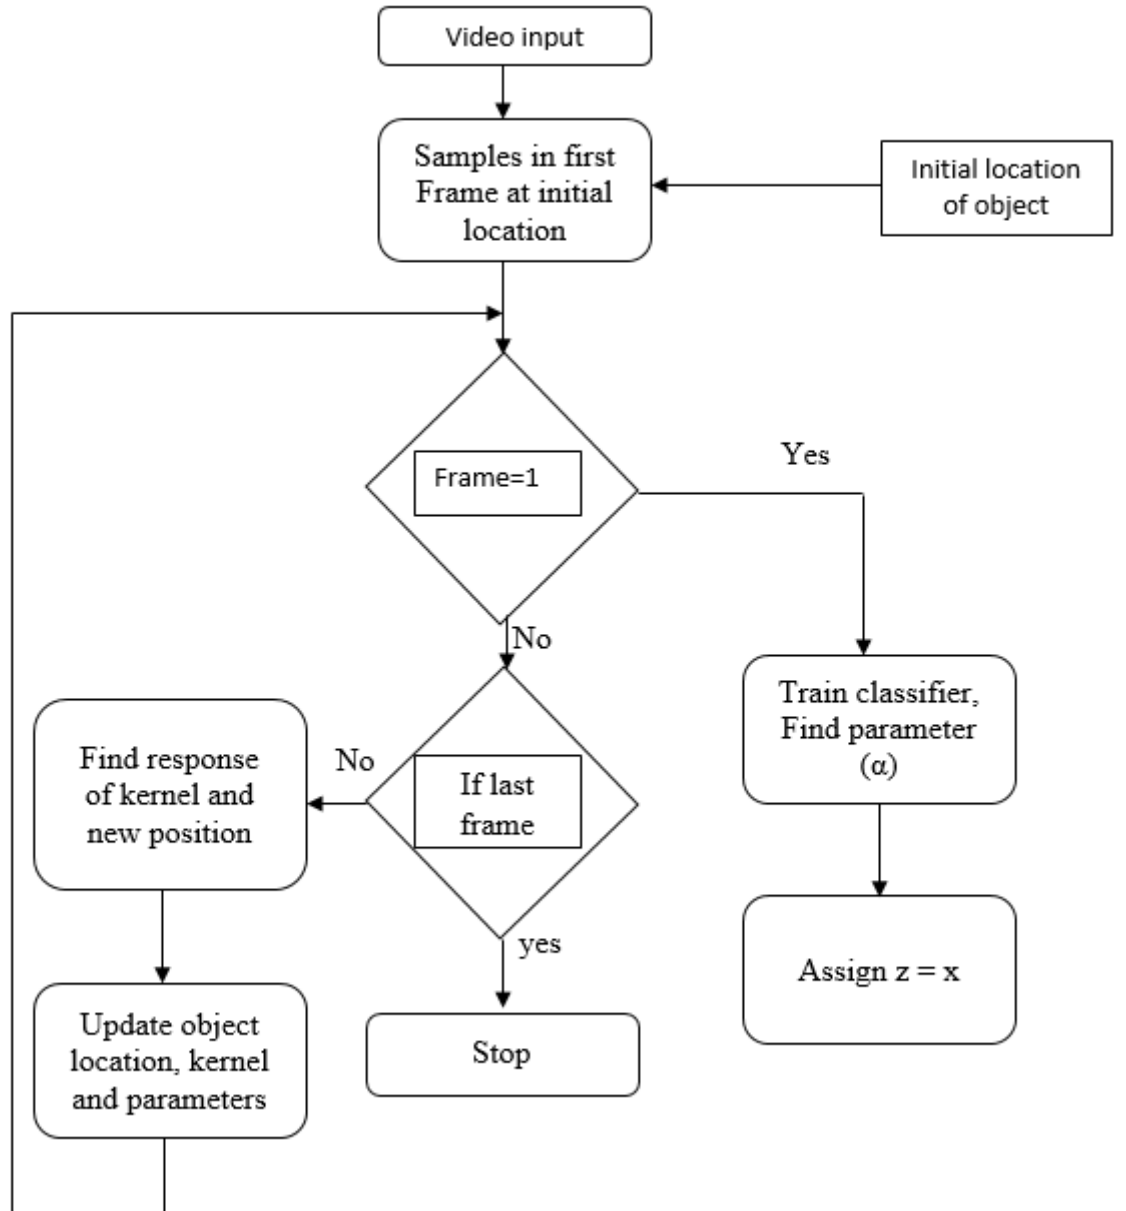 Video input
Samples in first
Frame at initial
location
Initial location
of object
Frame=1
Yes
No
Train classifier,
Find parameter
(α)
If last
frame
No
Find response
of kernel and
new position
yes
Assign z = x
Update object
location, kernel
and parameters
Stop